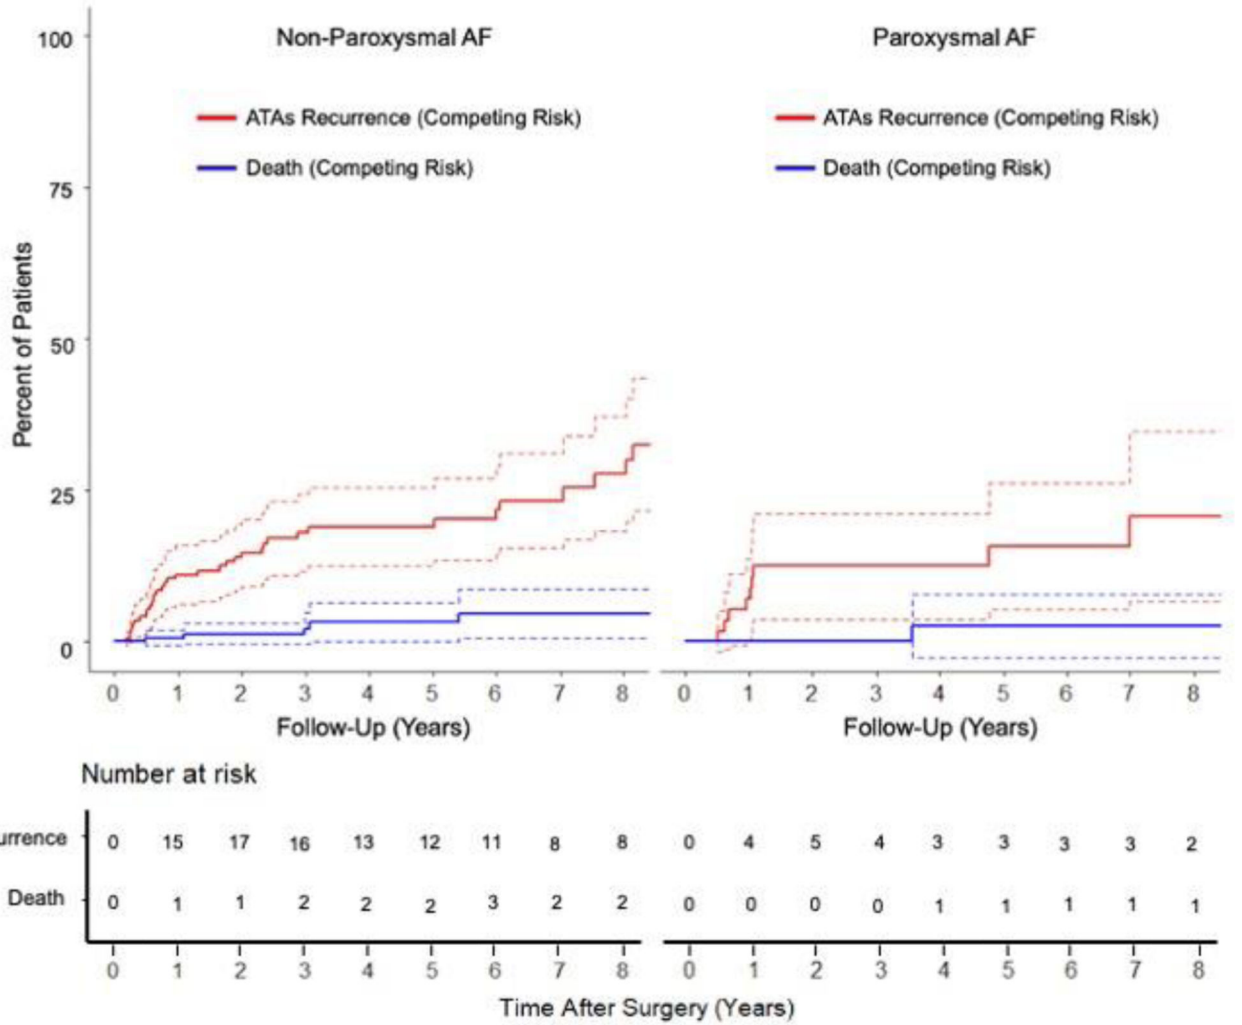 Non-Paroxysmal AF
Paroxysmal AF
ATAs Recurrence (Competing Risk)
Death (Competing Risk)
ATAs Recurrence (Competing Risk)
Death (Competing Risk)
Percent of Patients
100
75
50
25
0
0 1 2 3 4 5 6 7 8
0 1 2 3 4 5 6 7 8
Follow-Up (Years)
Follow-Up (Years)
Number at risk
urrence 0 15 17 16 13 12 11 8 8 0 4 5 4 3 3 3 3 2
Death 0 1 1 2 2 2 3 2 2 0 0 0 0 1 1 1 1 1
0 1 2 3 4 5 6 7 8 0 1 2 3 4 5 6 7 8
Time After Surgery (Years)